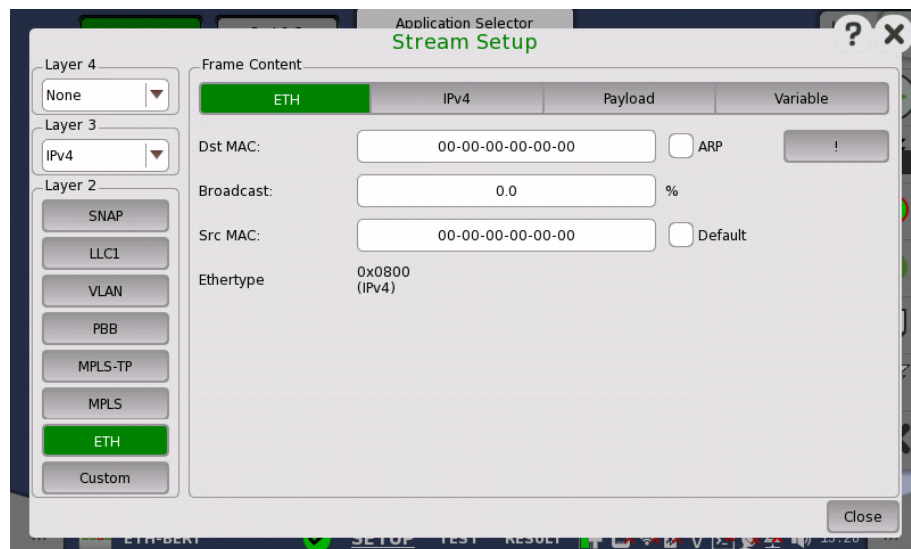 Application Selector
Stream Setup
?
Layer 4
None
Layer 3
IPv4
Layer 2
SNAP
LLC1
VLAN
PBB
MPLS-TP
MPLS
ETH
Custom
Frame Content
ETH IPv4 Payload Variable
Dst MAC: 00-00-00-00-00-00 ARP !
Broadcast: 0.0 %
Src MAC: 00-00-00-00-00-00 Default
Ethertype 0x0800
(IPv4)
Close
ETH-BERT SETUP TEST RESULT 15:28